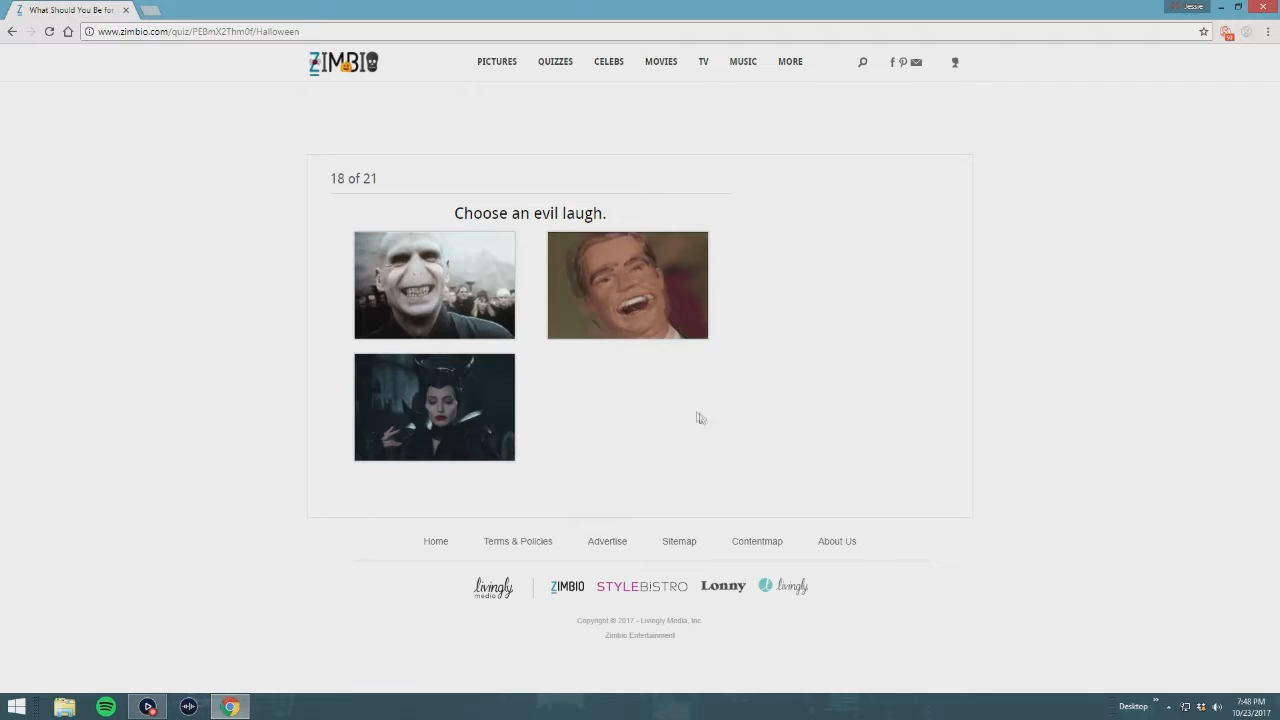 What Should You Be for
Jesse
www.zimbio.com/quiz/PEBmX2Thm0f/Halloween
ZIMBIO
PICTURES QUIZZES CELEBS MOVIES TV MUSIC MORE
18 of 21
Choose an evil laugh.
Home Terms & Policies Advertise Sitemap Contentmap About Us
livingly media ZIMBIO STYLEBISTRO Lonny livingly
Copyright © 2017 - Livingly Media, Inc.
Zimbio Entertainment
Desktop
7:48 PM
10/23/2017